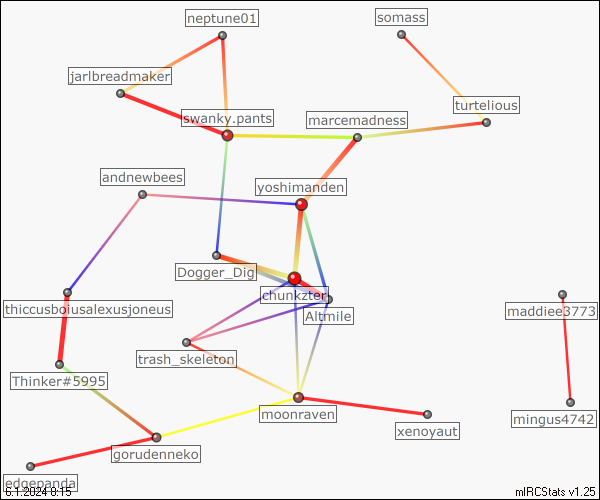 neptune01
somass
jarlbreadmaker
turtelious
swanky.pants
marcemadness
andnewbees
yoshimanden
Dogger_Dig
chunkzter
thiccusboiusalexusjoneus
Altmile
maddiee3773
trash_skeleton
Thinker#5995
moonraven
mingus4742
xenoyaut
gorudenneko
edgepanda
6.1.2024 8:15
mIRCStats v1.25